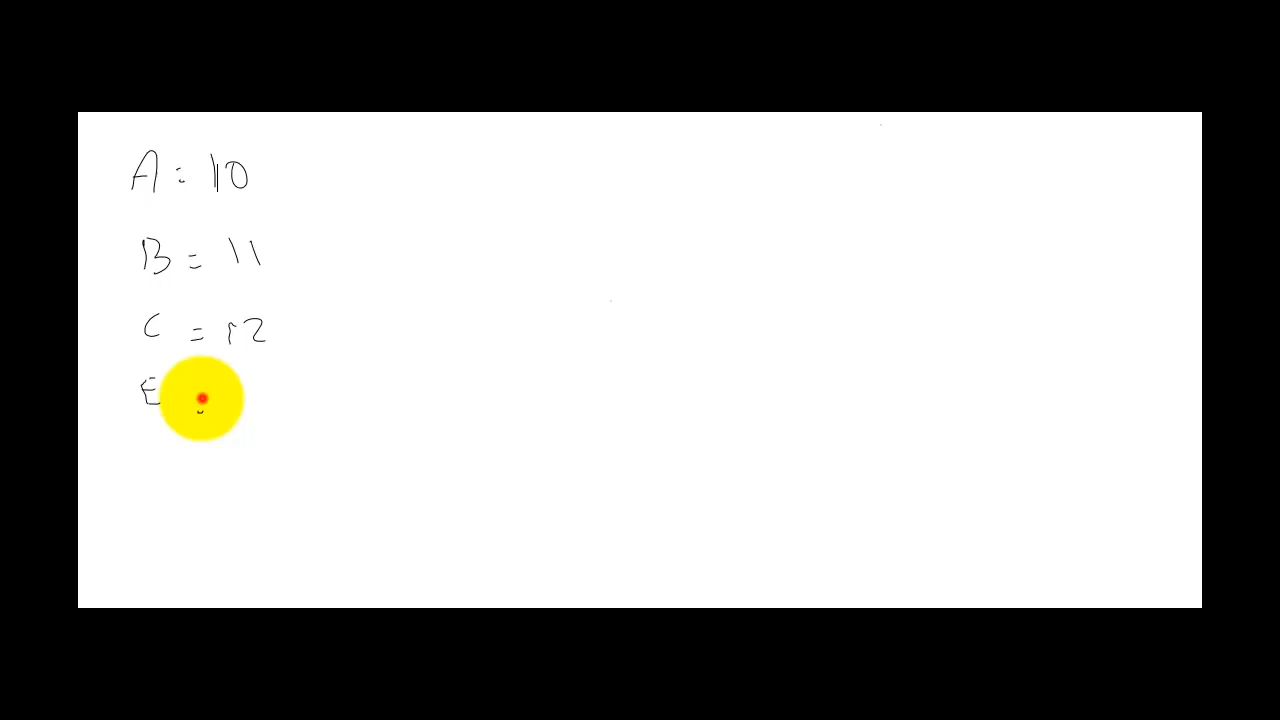 A = 10
B = 11
C = 12
E